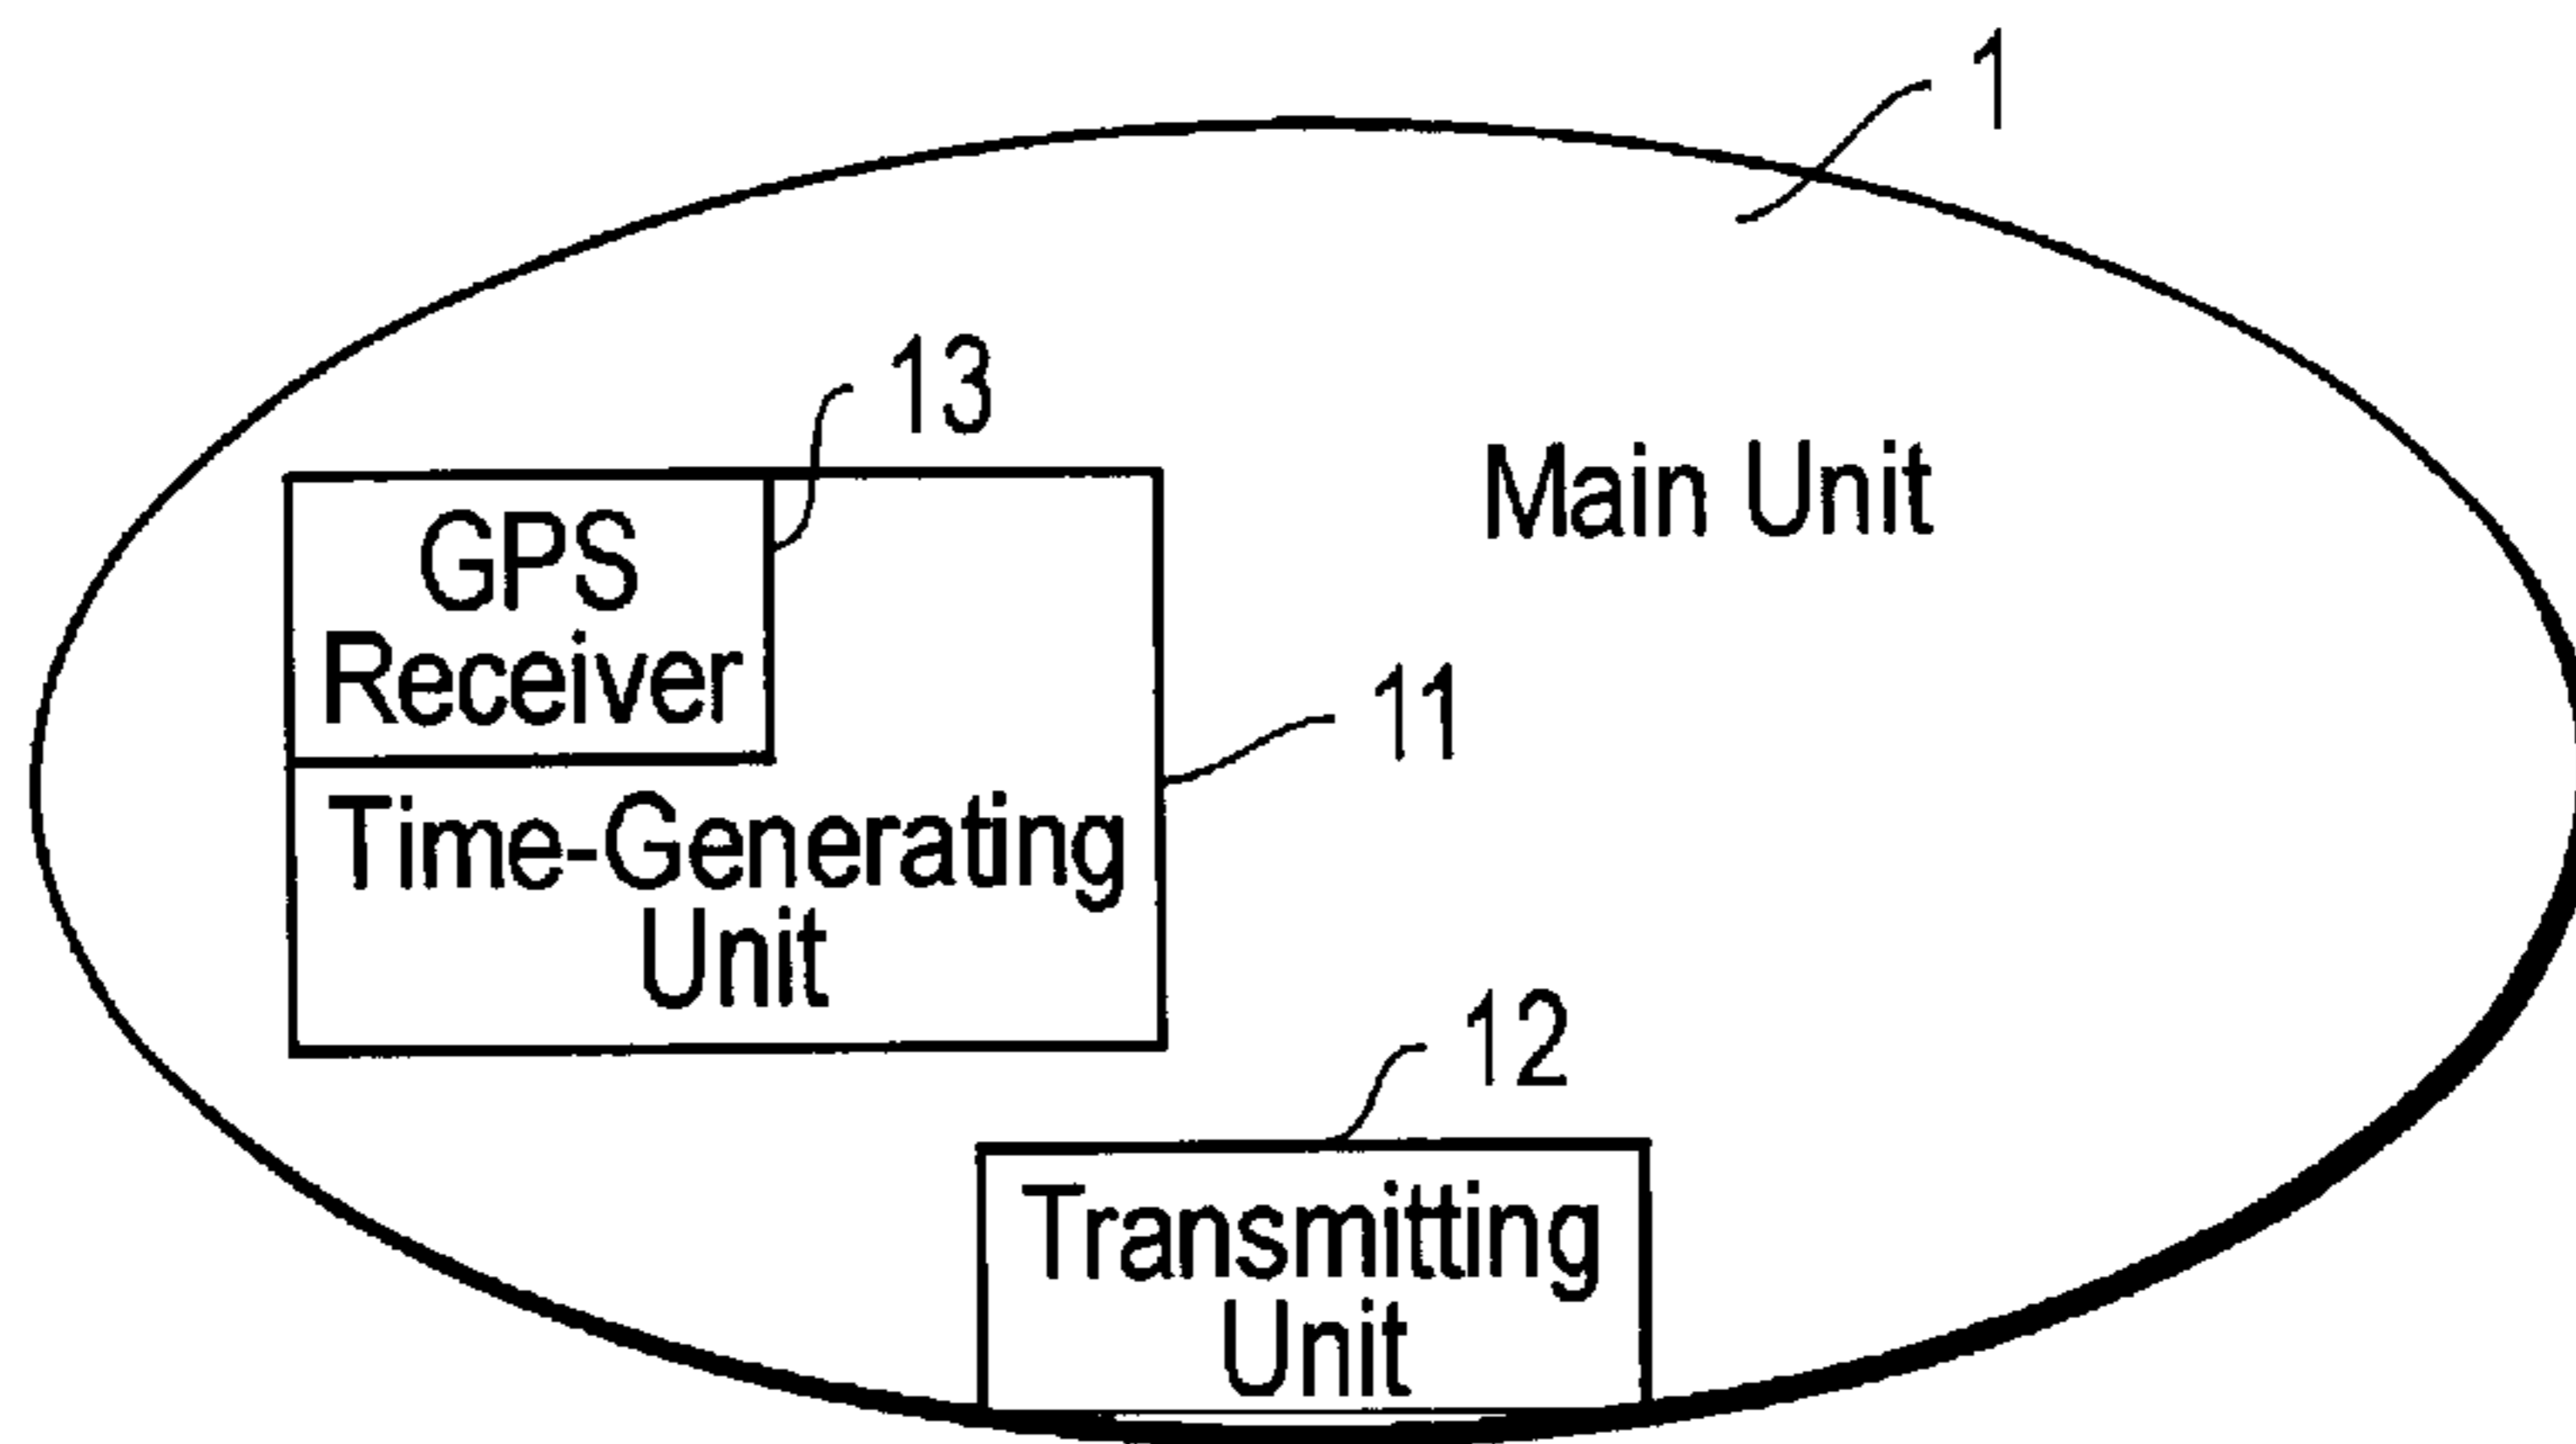 1
13
Main Unit
GPS
Receiver
11
Time-Generating
Unit
12
Transmitting
Unit